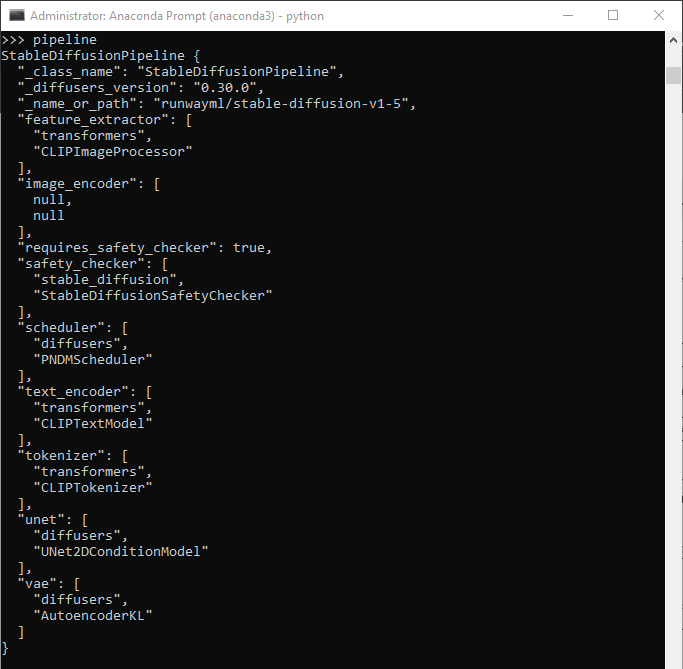 Administrator: Anaconda Prompt (anaconda3) - python
>>> pipeline
StableDiffusionPipeline {
  "_class_name": "StableDiffusionPipeline",
  "_diffusers_version": "0.30.0",
  "_name_or_path": "runwayml/stable-diffusion-v1-5",
  "feature_extractor": [
    "transformers",
    "CLIPImageProcessor"
  ],
  "image_encoder": [
    null,
    null
  ],
  "requires_safety_checker": true,
  "safety_checker": [
    "stable_diffusion",
    "StableDiffusionSafetyChecker"
  ],
  "scheduler": [
    "diffusers",
    "PNDMScheduler"
  ],
  "text_encoder": [
    "transformers",
    "CLIPTextModel"
  ],
  "tokenizer": [
    "transformers",
    "CLIPTokenizer"
  ],
  "unet": [
    "diffusers",
    "UNet2DConditionModel"
  ],
  "vae": [
    "diffusers",
    "AutoencoderKL"
  ]
}